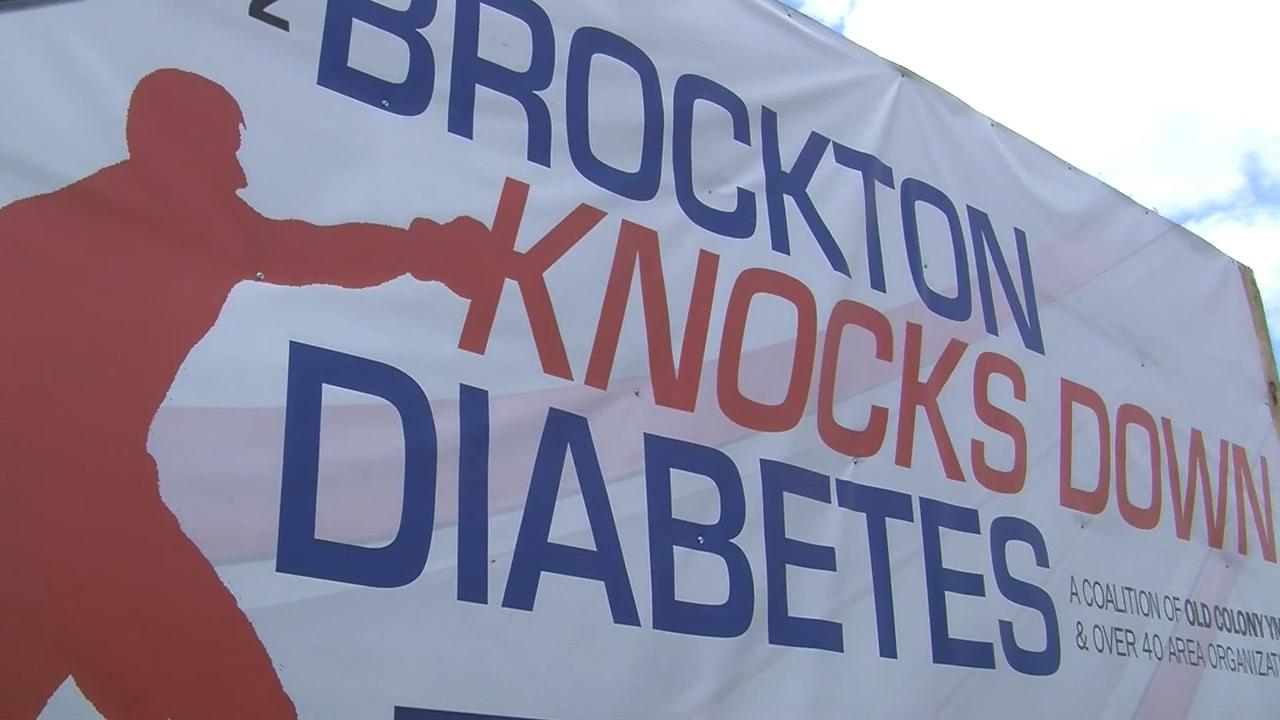 BROCKTON
KNOCKS DOWN
DIABETES
A COALITION OF OLD COLONY
& OVER 40 AREA